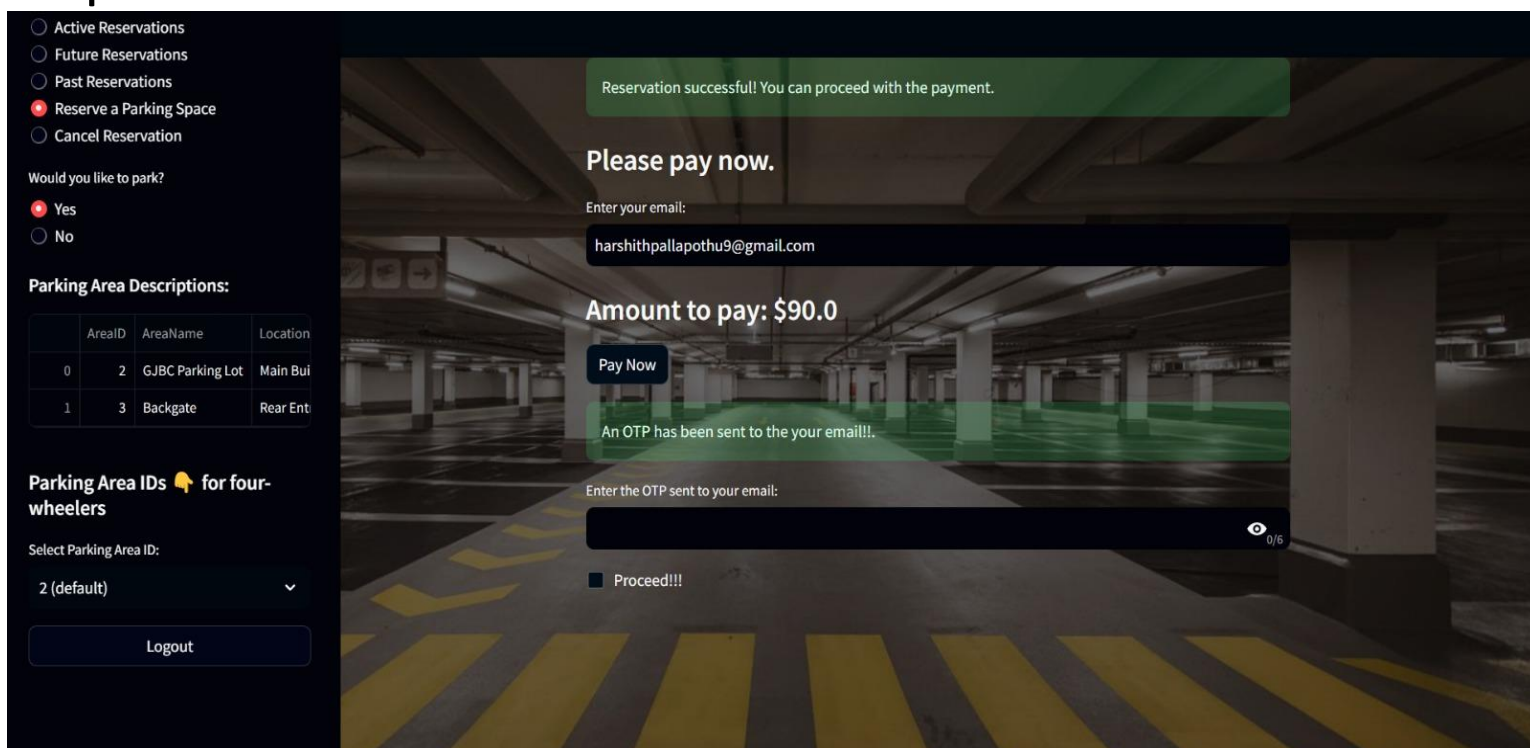 Active Reservations
Future Reservations
Past Reservations
Reserve a Parking Space
Cancel Reservation
Would you like to park?
Yes
No
Parking Area Descriptions:
AreaID AreaName Location
0 2 GJBC Parking Lot Main Bui
1 3 Backgate Rear Ent
Parking Area IDs 👇 for four-
wheelers
Select Parking Area ID:
2 (default)
Logout
Reservation successful! You can proceed with the payment.
Please pay now.
Enter your email:
harshithpallapothu9@gmail.com
Amount to pay: $90.0
Pay Now
An OTP has been sent to the your email!!.
Enter the OTP sent to your email:
0/6
Proceed!!!